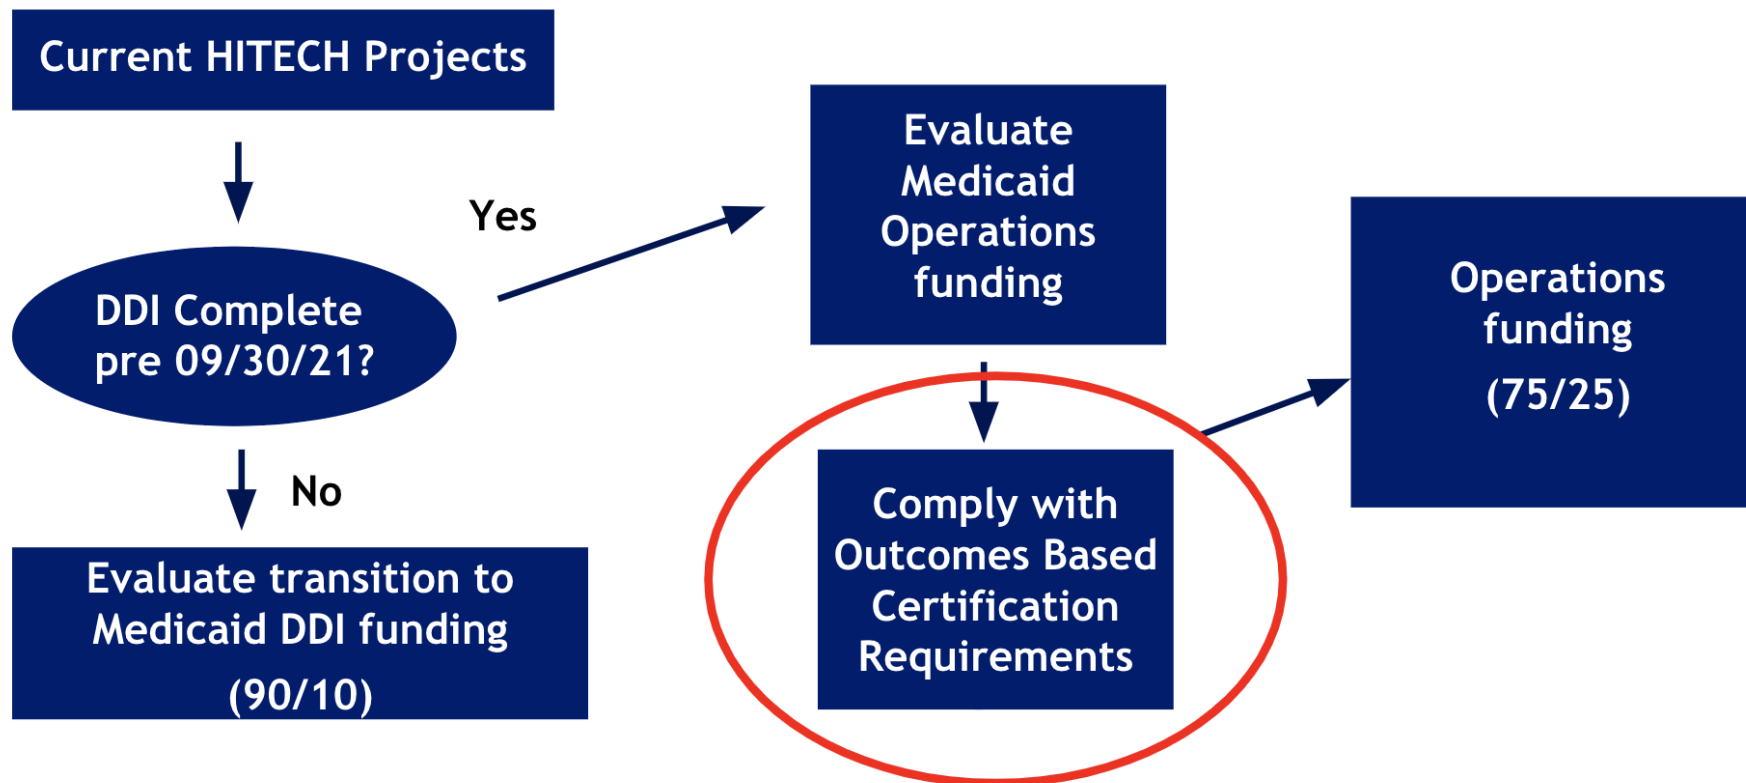 Current HITECH Projects
DDI Complete
pre 09/30/21?
Yes
No
Evaluate transition to
Medicaid DDI funding
(90/10)
Evaluate
Medicaid
Operations
funding
Comply with
Outcomes Based
Certification
Requirements
Operations
funding
(75/25)